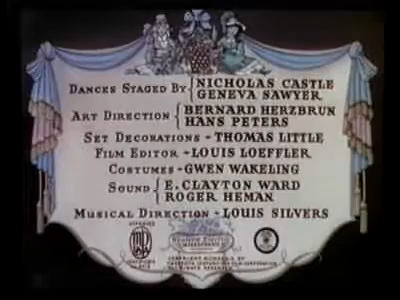 DANCES STAGED BY { NICHOLAS CASTLE
GENEVA SAWYER
ART DIRECTION { BERNARD HERZBRUN
HANS PETERS
SET DECORATIONS - THOMAS LITTLE
FILM EDITOR - LOUIS LOEFFLER
COSTUMES - GWEN WAKELING
SOUND { E. CLAYTON WARD
ROGER HEMAN
MUSICAL DIRECTION - LOUIS SILVERS